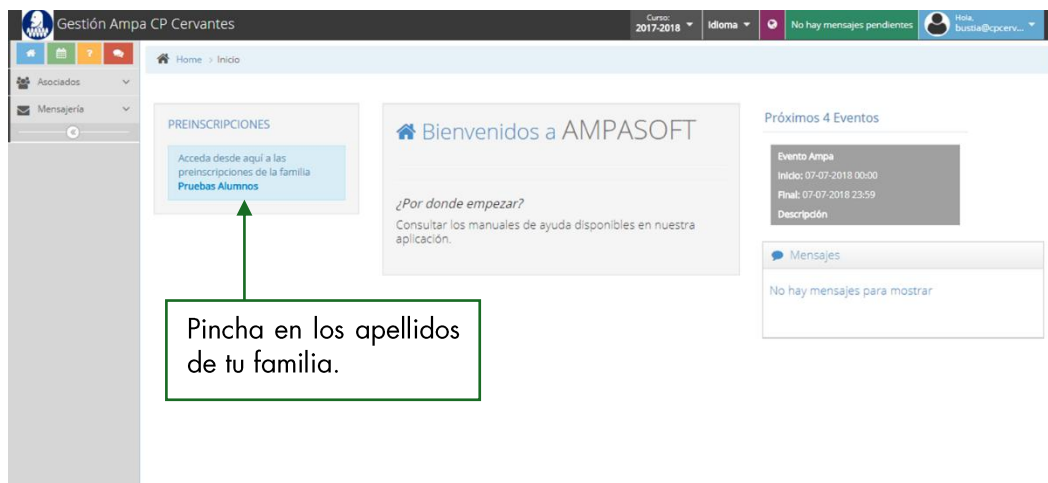 Gestión Ampa CP Cervantes
Curso:
2017-2018
Idioma
No hay mensajes pendientes
Hola,
bustia@cpcerv...
Home > Inicio
Asociados
Mensajería
PREINSCRIPCIONES
Acceda desde aquí a las
preinscripciones de la familia
Pruebas Alumnos
Bienvenidos a AMPASOFT
¿Por donde empezar?
Consultar los manuales de ayuda disponibles en nuestra
aplicación.
Próximos 4 Eventos
Evento Ampa
Inicio: 07-07-2018 00:00
Final: 07-07-2018 23:59
Descripción
Mensajes
No hay mensajes para mostrar
Pincha en los apellidos
de tu familia.